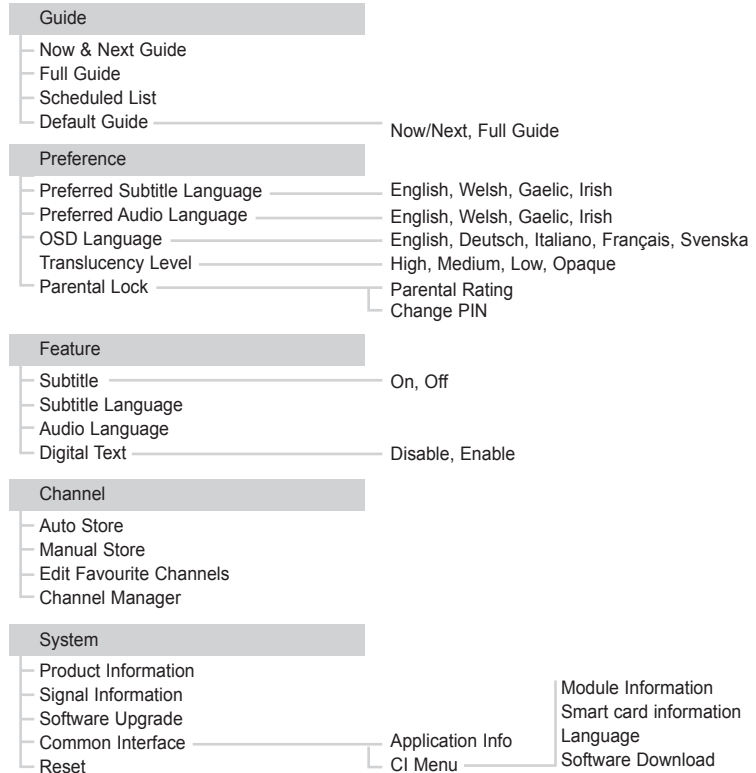 Guide
Now & Next Guide
Full Guide
Scheduled List
Default Guide
Now/Next, Full Guide
Preference
Preferred Subtitle Language
English, Welsh, Gaelic, Irish
Preferred Audio Language
English, Welsh, Gaelic, Irish
OSD Language
English, Deutsch, Italiano, Français, Svenska
Translucency Level
High, Medium, Low, Opaque
Parental Lock
Parental Rating
Change PIN
Feature
Subtitle
On, Off
Subtitle Language
Audio Language
Digital Text
Disable, Enable
Channel
Auto Store
Manual Store
Edit Favourite Channels
Channel Manager
System
Product Information
Signal Information
Software Upgrade
Common Interface
Application Info
Reset
CI Menu
Module Information
Smart card information
Language
Software Download